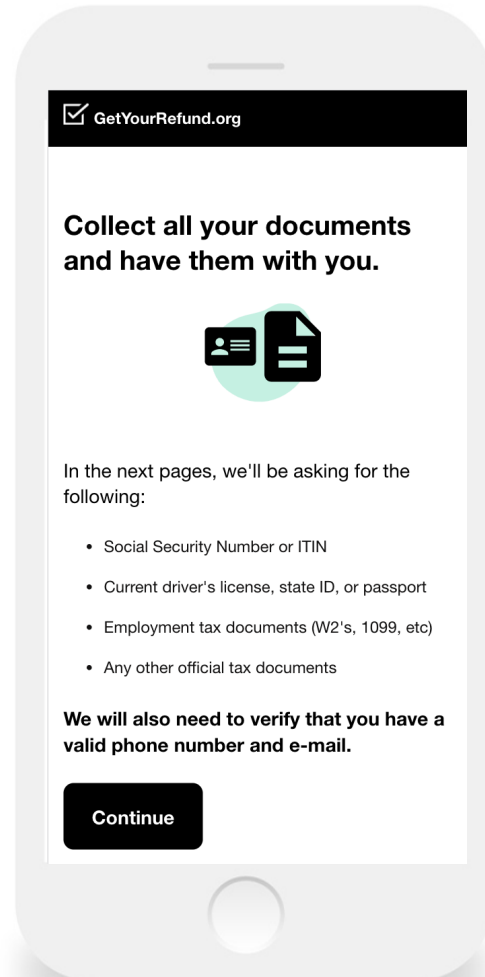 GetYourRefund.org
Collect all your documents
and have them with you.
In the next pages, we'll be asking for the
following:
• Social Security Number or ITIN
• Current driver's license, state ID, or passport
• Employment tax documents (W2's, 1099, etc)
• Any other official tax documents
We will also need to verify that you have a
valid phone number and e-mail.
Continue